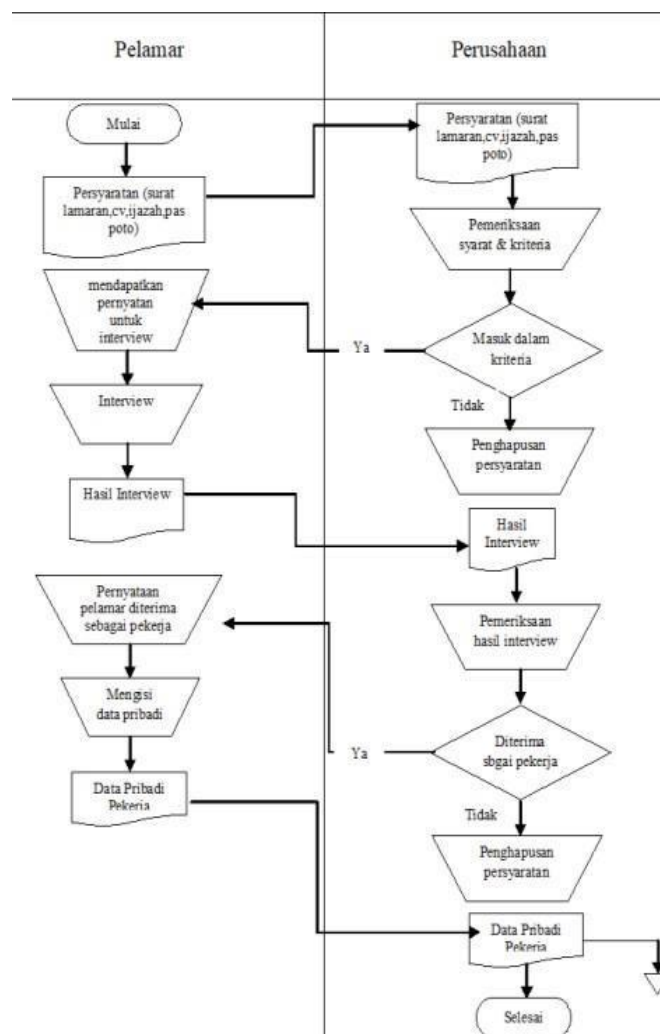 Pelamar
Perusahaan
Mulai
Persyaratan (surat
lamaran,cv,ijazah,pas
poto)
Persyaratan (surat
lamaran,cv,ijazah,pas
poto)
Pemeriksaan
syarat & kriteria
mendapatkan
pernyatan
untuk
interview
Ya
Masuk dalam
kriteria
Tidak
Interview
Penghapusan
persyaratan
Hasil Interview
Hasil
Interview
Pernyataan
pelamar diterima
sebagai pekerja
Pemeriksaan
hasil interview
Mengisi
data pribadi
Ya
Diterima
sbgai pekerja
Data Pribadi
Pekerja
Tidak
Penghapusan
persyaratan
Data Pribadi
Pekerja
Selesai